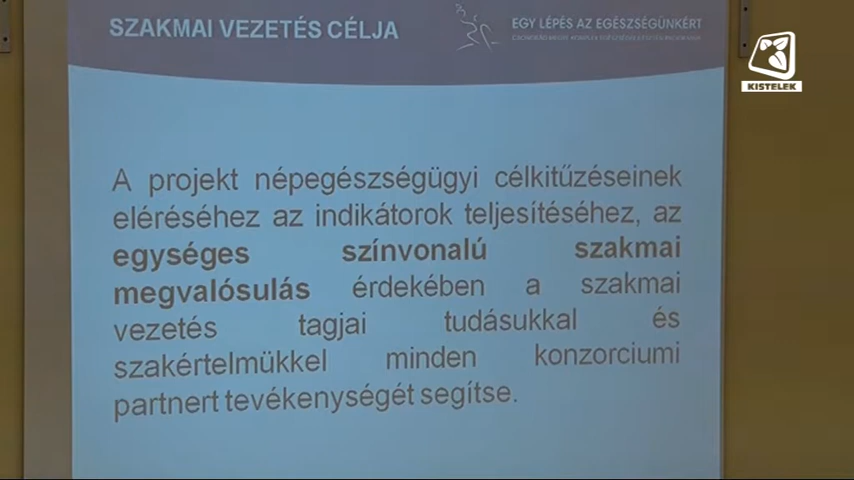 SZAKMAI VEZETÉS CÉLJA
EGY LÉPÉS AZ EGÉSZSÉGÜNKÉRT
KISTELEK
A projekt népegészségügyi célkitűzéseinek
eléréséhez az indikátorok teljesítéséhez, az
egységes színvonalú szakmai
megvalósulás érdekében a szakmai
vezetés tagjai tudásukkal és
szakértelmükkel minden konzorciumi
partnert tevékenységét segítse.